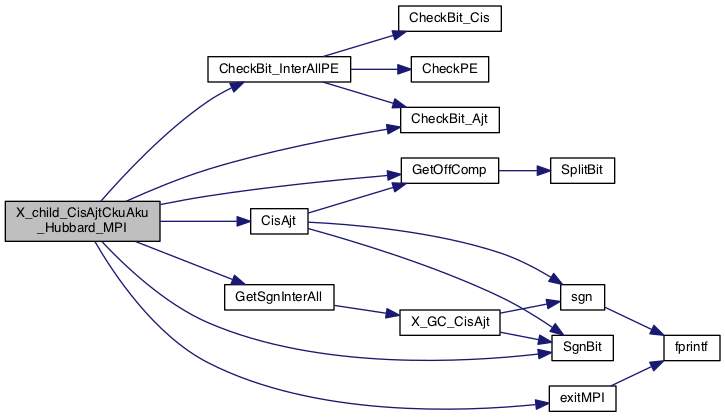 CheckBit_Cis
CheckBit_InterAllPE
CheckPE
CheckBit_Ajt
GetOffComp
SplitBit
X_child_CisAjtCkuAku
_Hubbard_MPI
CisAjt
GetSgnInterAll
sgn
X_GC_CisAjt
SgnBit
fprintf
exitMPI